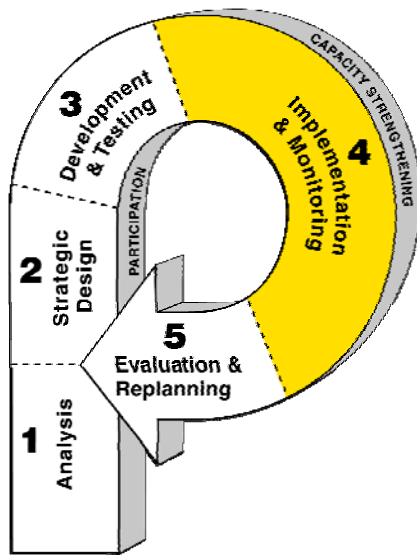 1
Analysis
2
Strategic
Design
3
Development
& Testing
4
Implementation
& Monitoring
5
Evaluation &
Replanning
PARTICIPATION
CAPACITY STRENGTHENING